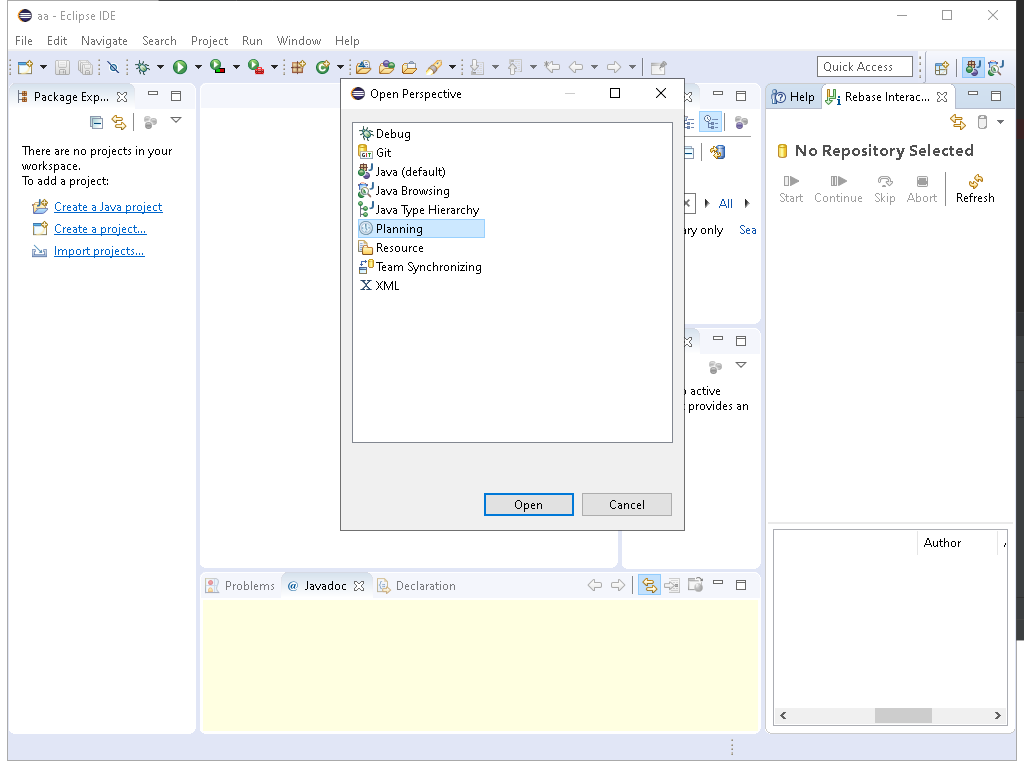 aa - Eclipse IDE
File Edit Navigate Search Project Run Window Help
Quick Access
Package Exp...
There are no projects in your
workspace.
To add a project:
Create a Java project
Create a project...
Import projects...
Open Perspective
Debug
GIT Git
Java (default)
Java Browsing
Java Type Hierarchy
Planning
Resource
Team Synchronizing
X XML
Open Cancel
All
ry only Sea
active
provides an
Help Rebase Interac...
No Repository Selected
Start Continue Skip Abort Refresh
Author
Problems @ Javadoc Declaration